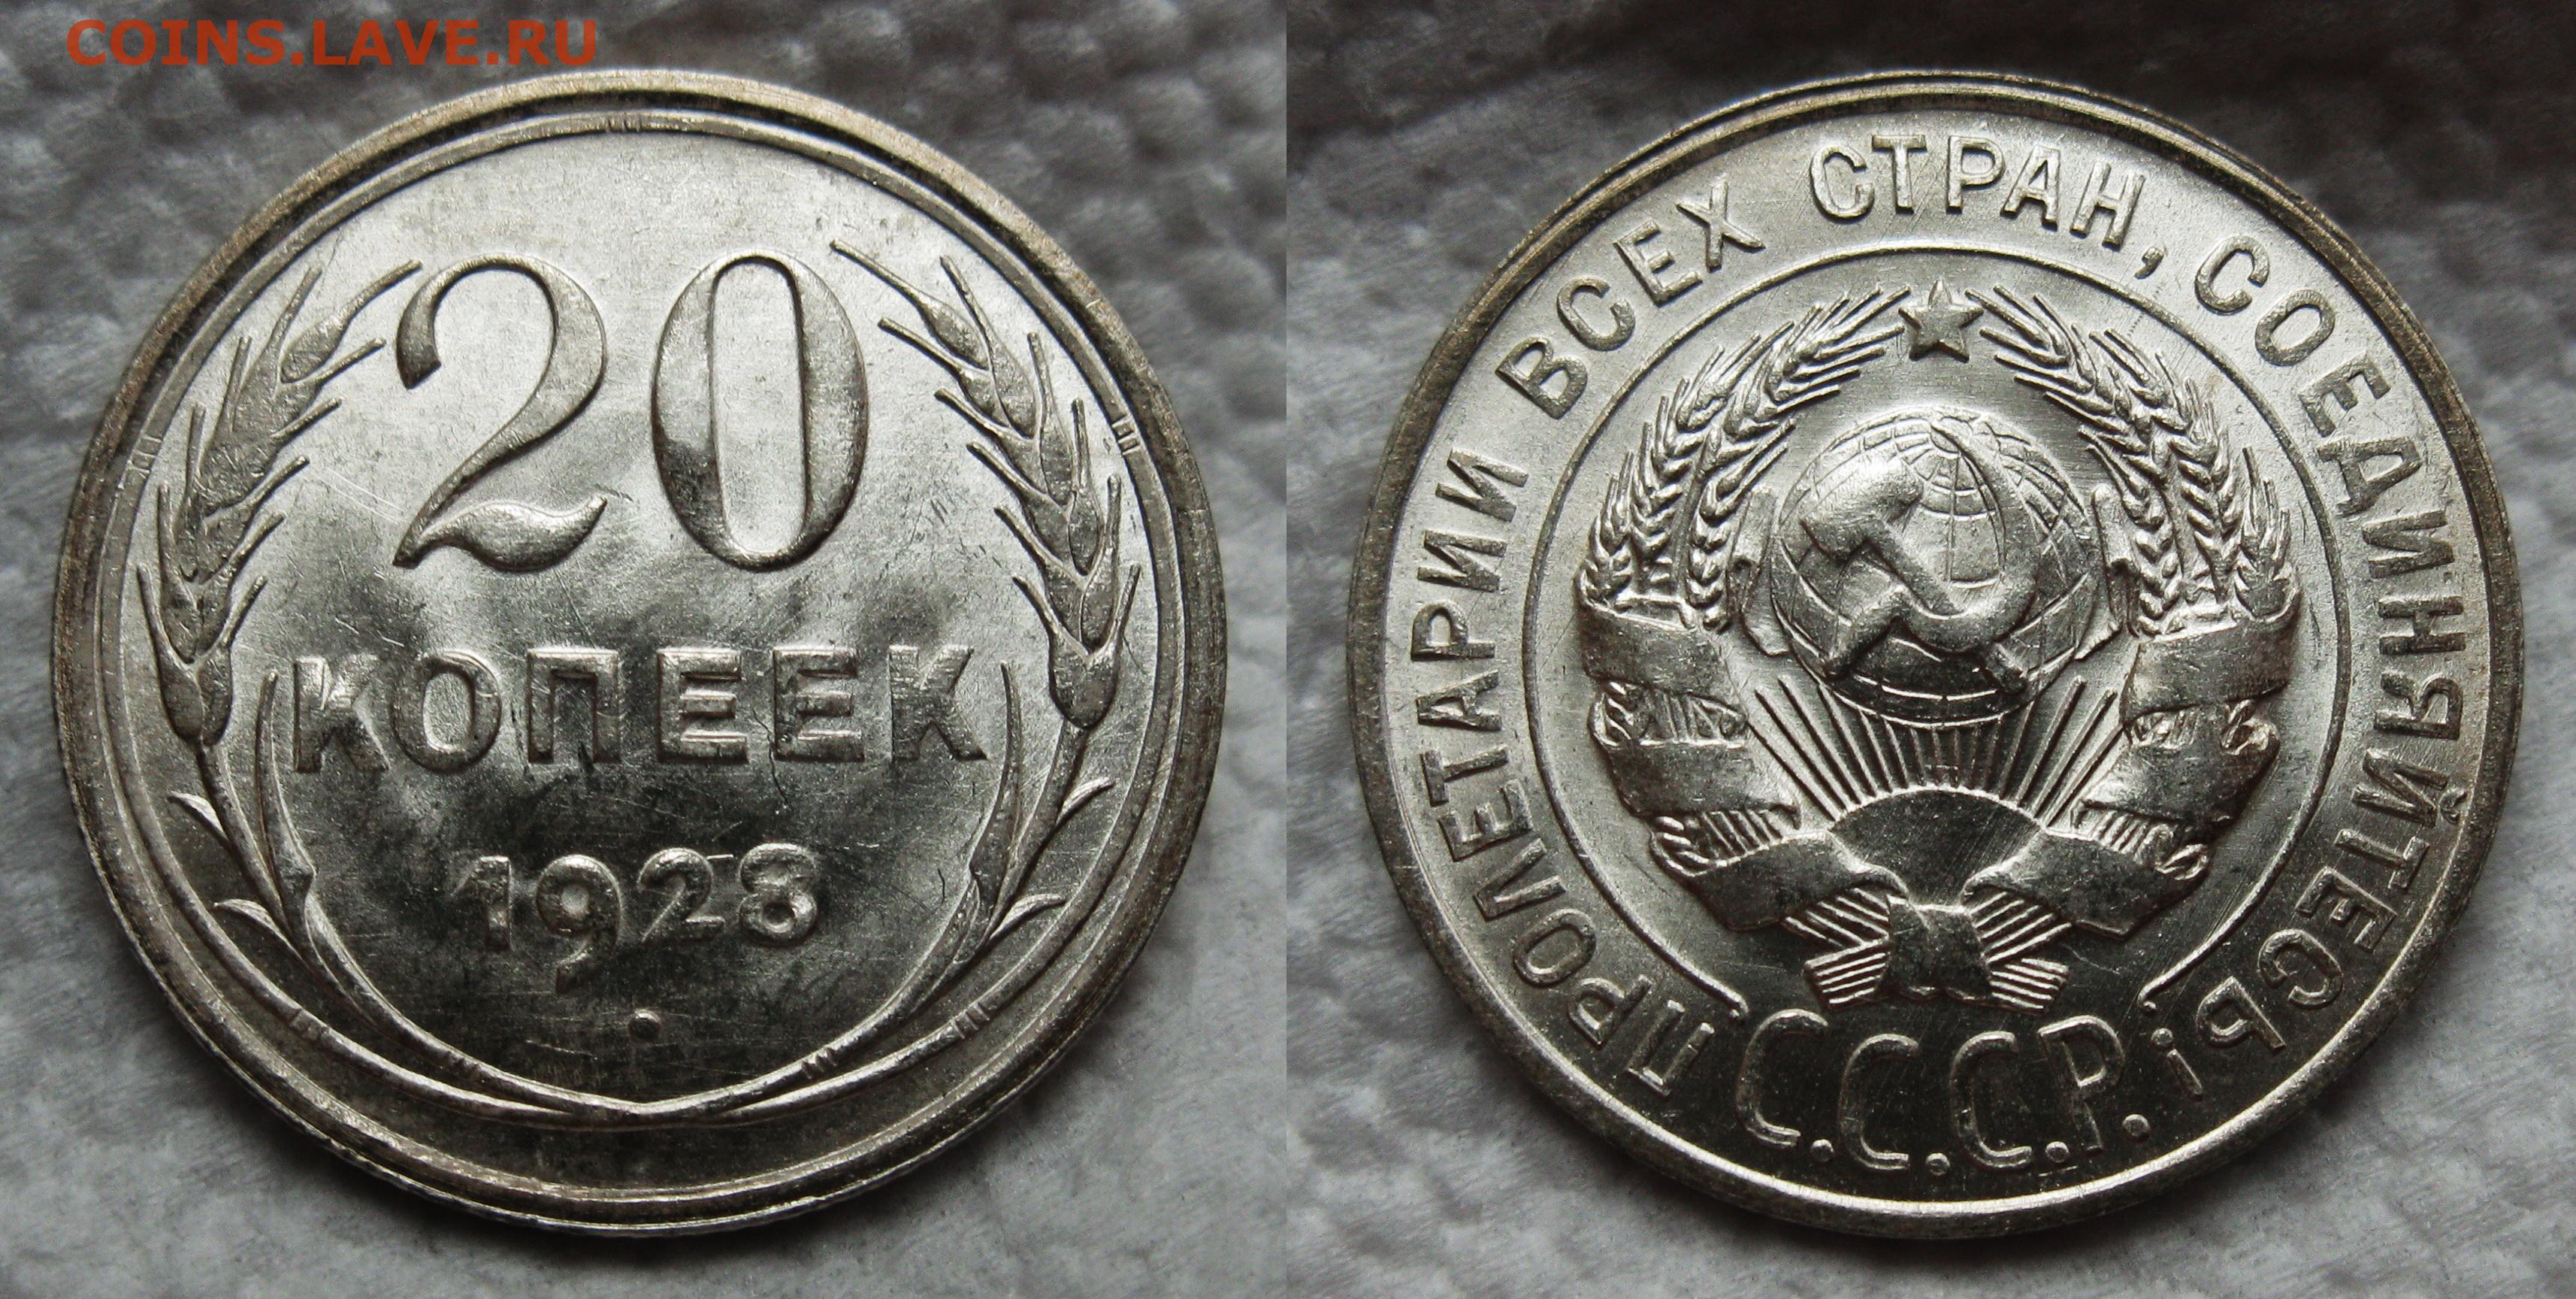 COINS.LAVE.RU
20
КОПЕЕК
1928
ПРОЛЕТАРИИ ВСЕХ СТРАН, СОЕДИНЯЙТЕСЬ!
С.С.С.Р.